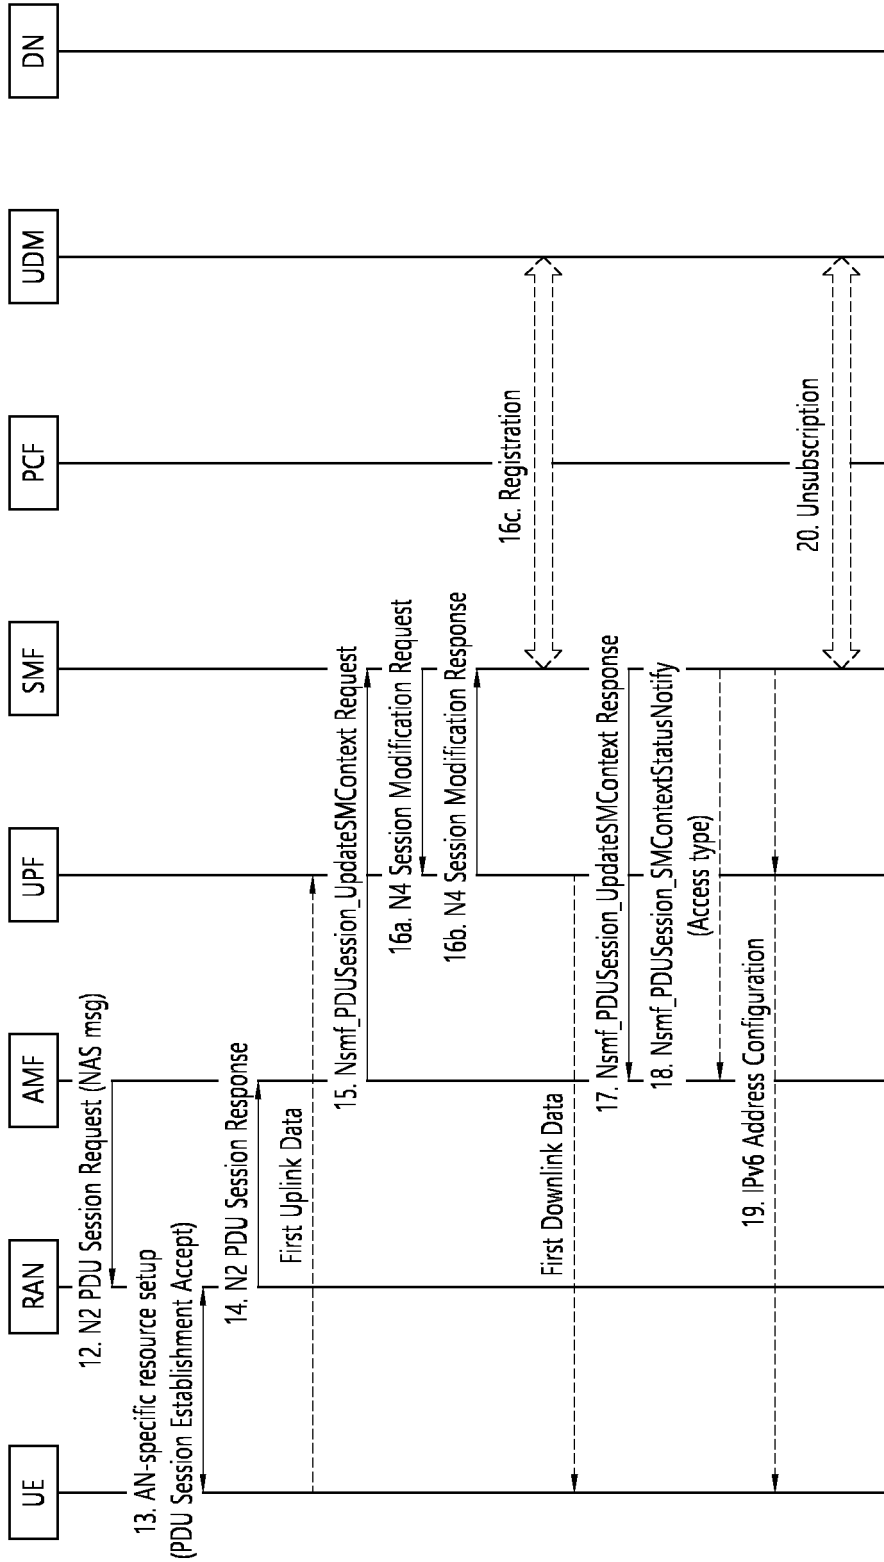 UE
RAN
AMF
UPF
SMF
PCF
UDM
DN
12. N2 PDU Session Request (NAS msg)
13. AN-specific resource setup
(PDU Session Establishment Accept)
14. N2 PDU Session Response
First Uplink Data
15. Nsmf_PDUSession_UpdateSMContext Request
16a. N4 Session Modification Request
16b. N4 Session Modification Response
16c. Registration
First Downlink Data
17. Nsmf_PDUSession_UpdateSMContext Response
18. Nsmf_PDUSession_SMContextStatusNotify
(Access type)
19. IPv6 Address Configuration
20. Unsubscription